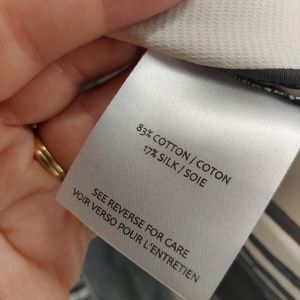 83% COTTON / COTON
17% SILK / SOIE
SEE REVERSE FOR CARE
VOIR VERSO POUR L'ENTRETIEN